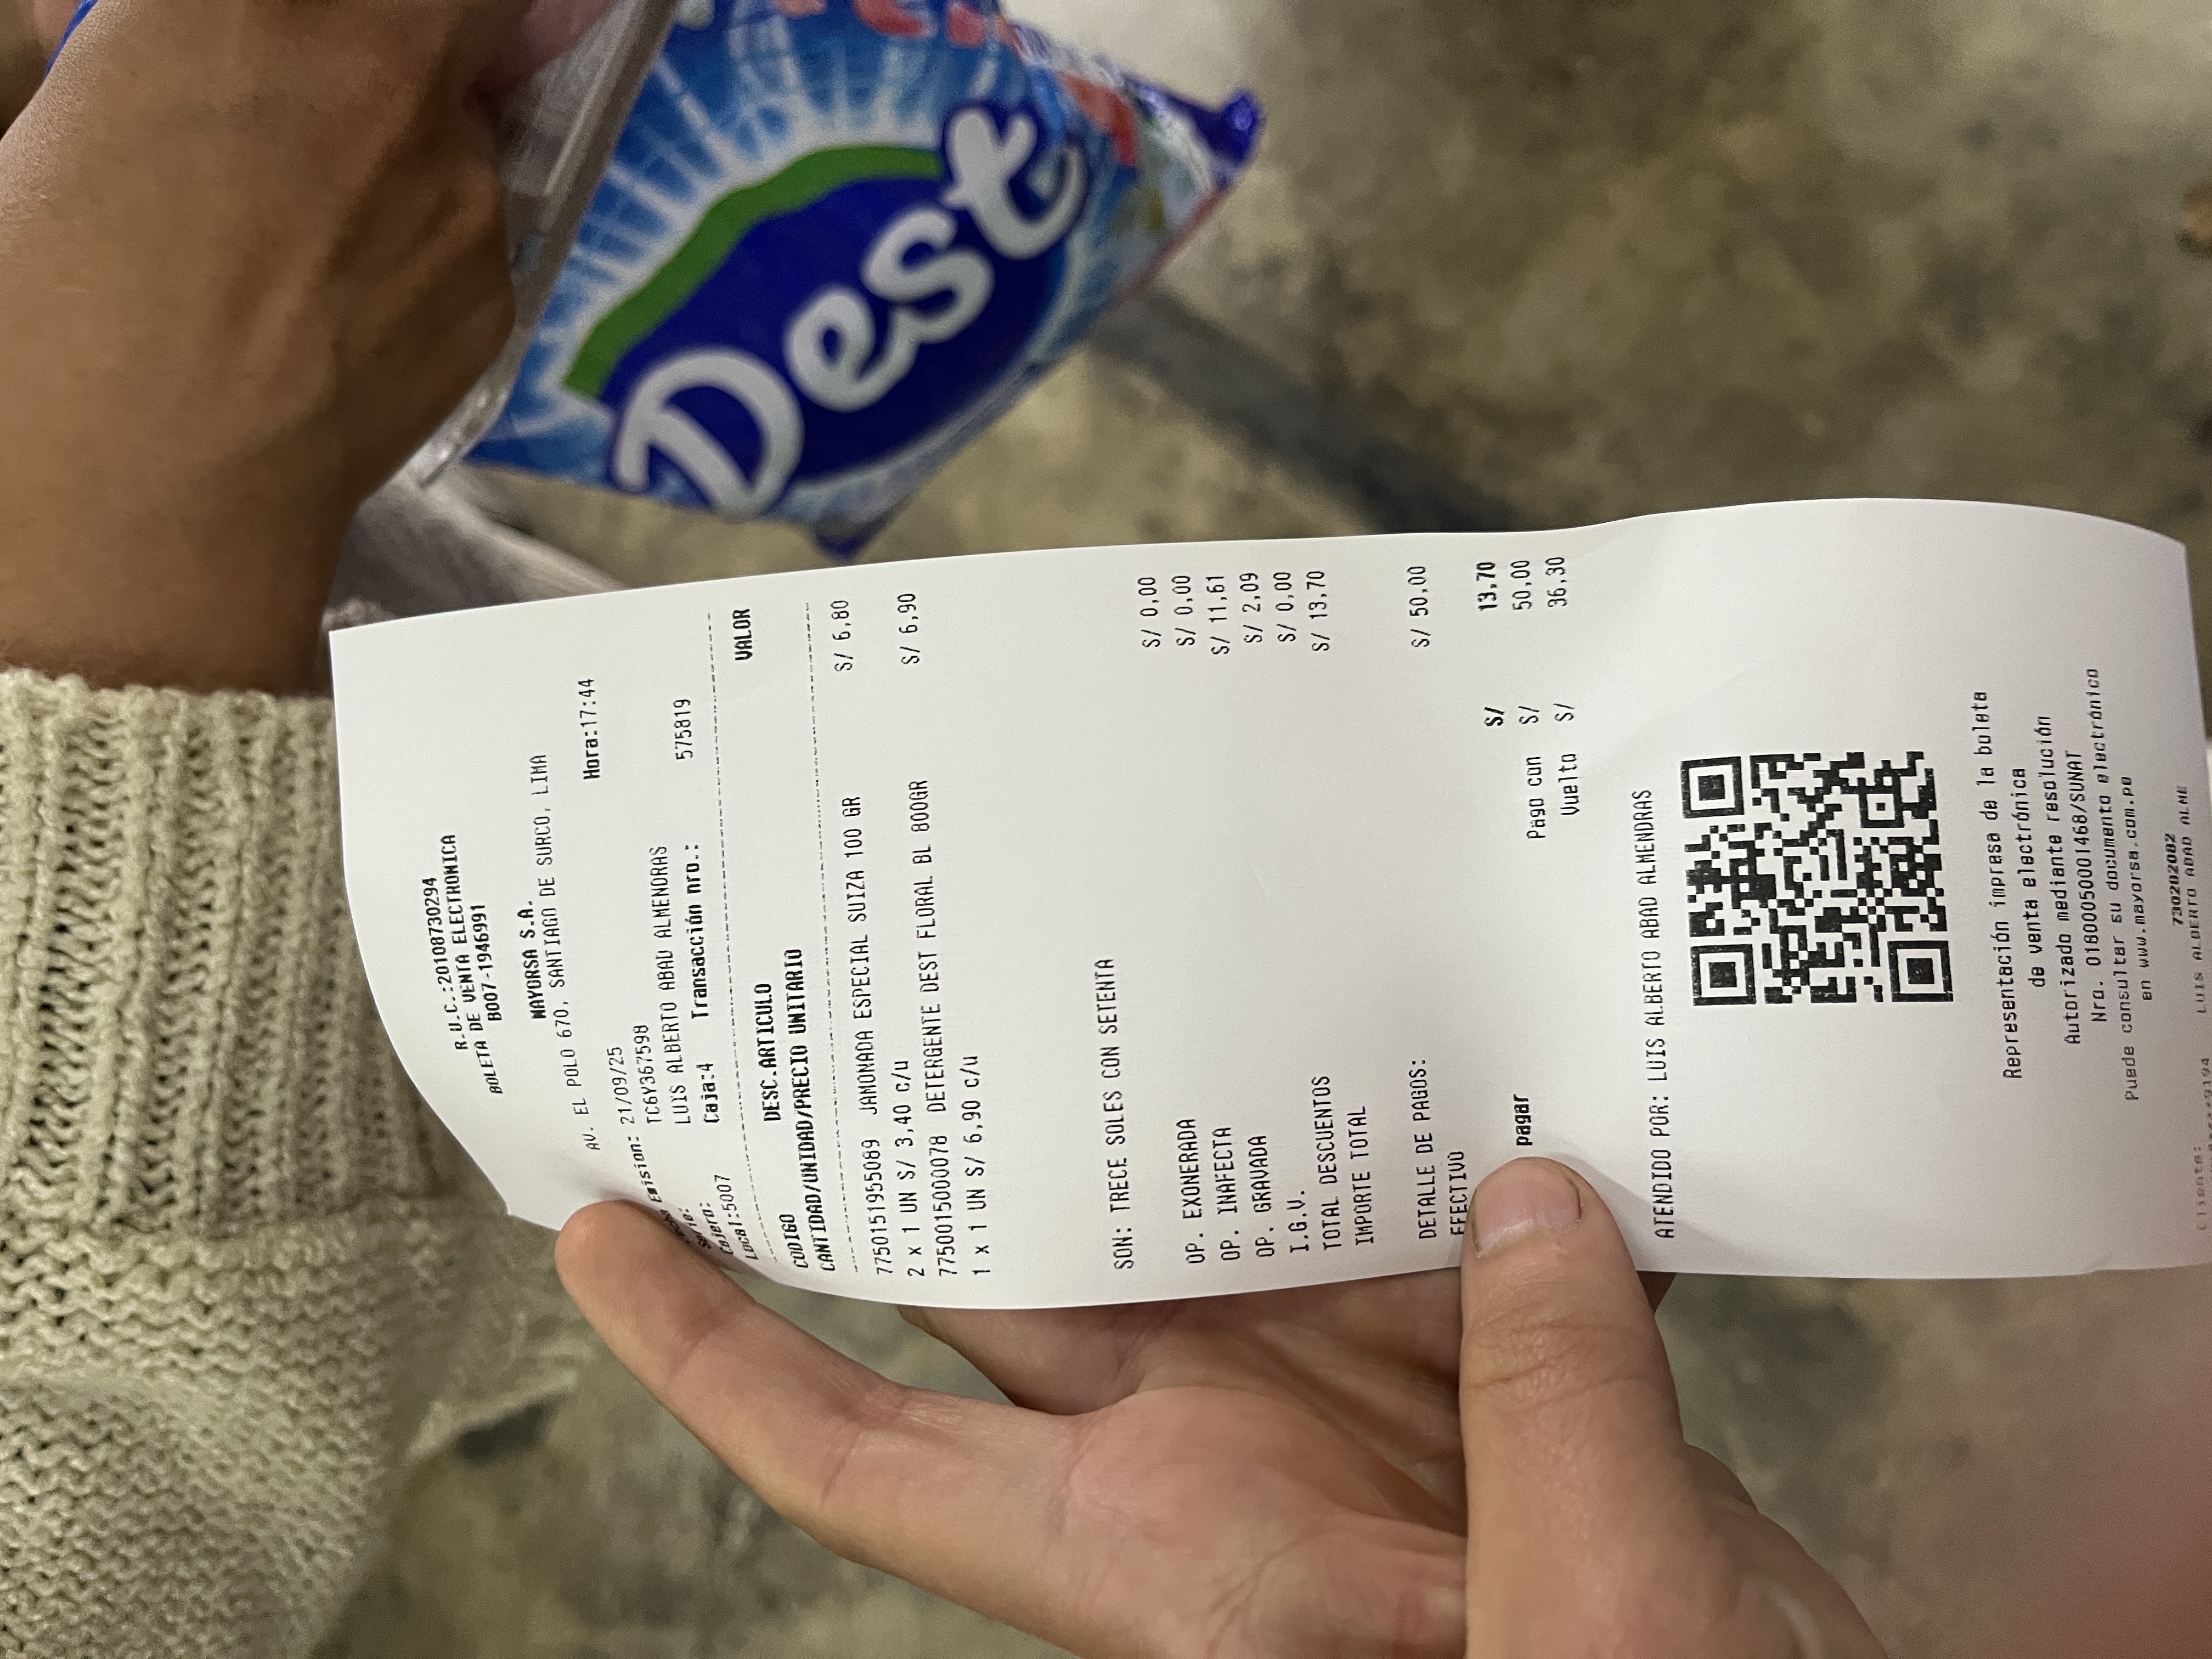 R.U.C.:20108730294
BOLETA DE VENTA ELECTRONICA
B007-1946991
MAYORSA S.A.
AV. EL POLO 670, SANTIAGO DE SURCO, LIMA
Emision: 21/09/25 Hora:17:44
Serie: TC6Y367598
Cajero: LUIS ALBERTO ABAD ALMENDRAS
Local:5007 Caja:4 Transacción nro.: 575819
CODIGO DESC.ARTICULO VALOR
CANTIDAD/UNIDAD/PRECIO UNITARIO
7750151955089 JAMONADA ESPECIAL SUIZA 100 GR S/ 6,80
2 x 1 UN S/ 3,40 c/u
7750015000078 DETERGENTE DEST FLORAL BL 800GR S/ 6,90
1 x 1 UN S/ 6,90 c/u
SON: TRECE SOLES CON SETENTA
OP. EXONERADA S/ 0,00
OP. INAFECTA S/ 0,00
OP. GRAVADA S/ 11,61
I.G.V. S/ 2,09
TOTAL DESCUENTOS S/ 0,00
IMPORTE TOTAL S/ 13,70
DETALLE DE PAGOS:
EFECTIVO S/ 50,00
pagar S/ 13,70
Pago con S/ 50,00
Vuelto S/ 36,30
ATENDIDO POR: LUIS ALBERTO ABAD ALMENDRAS
Representación impresa de la boleta
de venta electrónica
Autorizado mediante resolución
Nro. 01800050001468/SUNAT
Puede consultar su documento electrónico
en www.mayorsa.com.pe
730202082
Cliente: LUIS ALBERTO ABAD ALME
9194
Dest